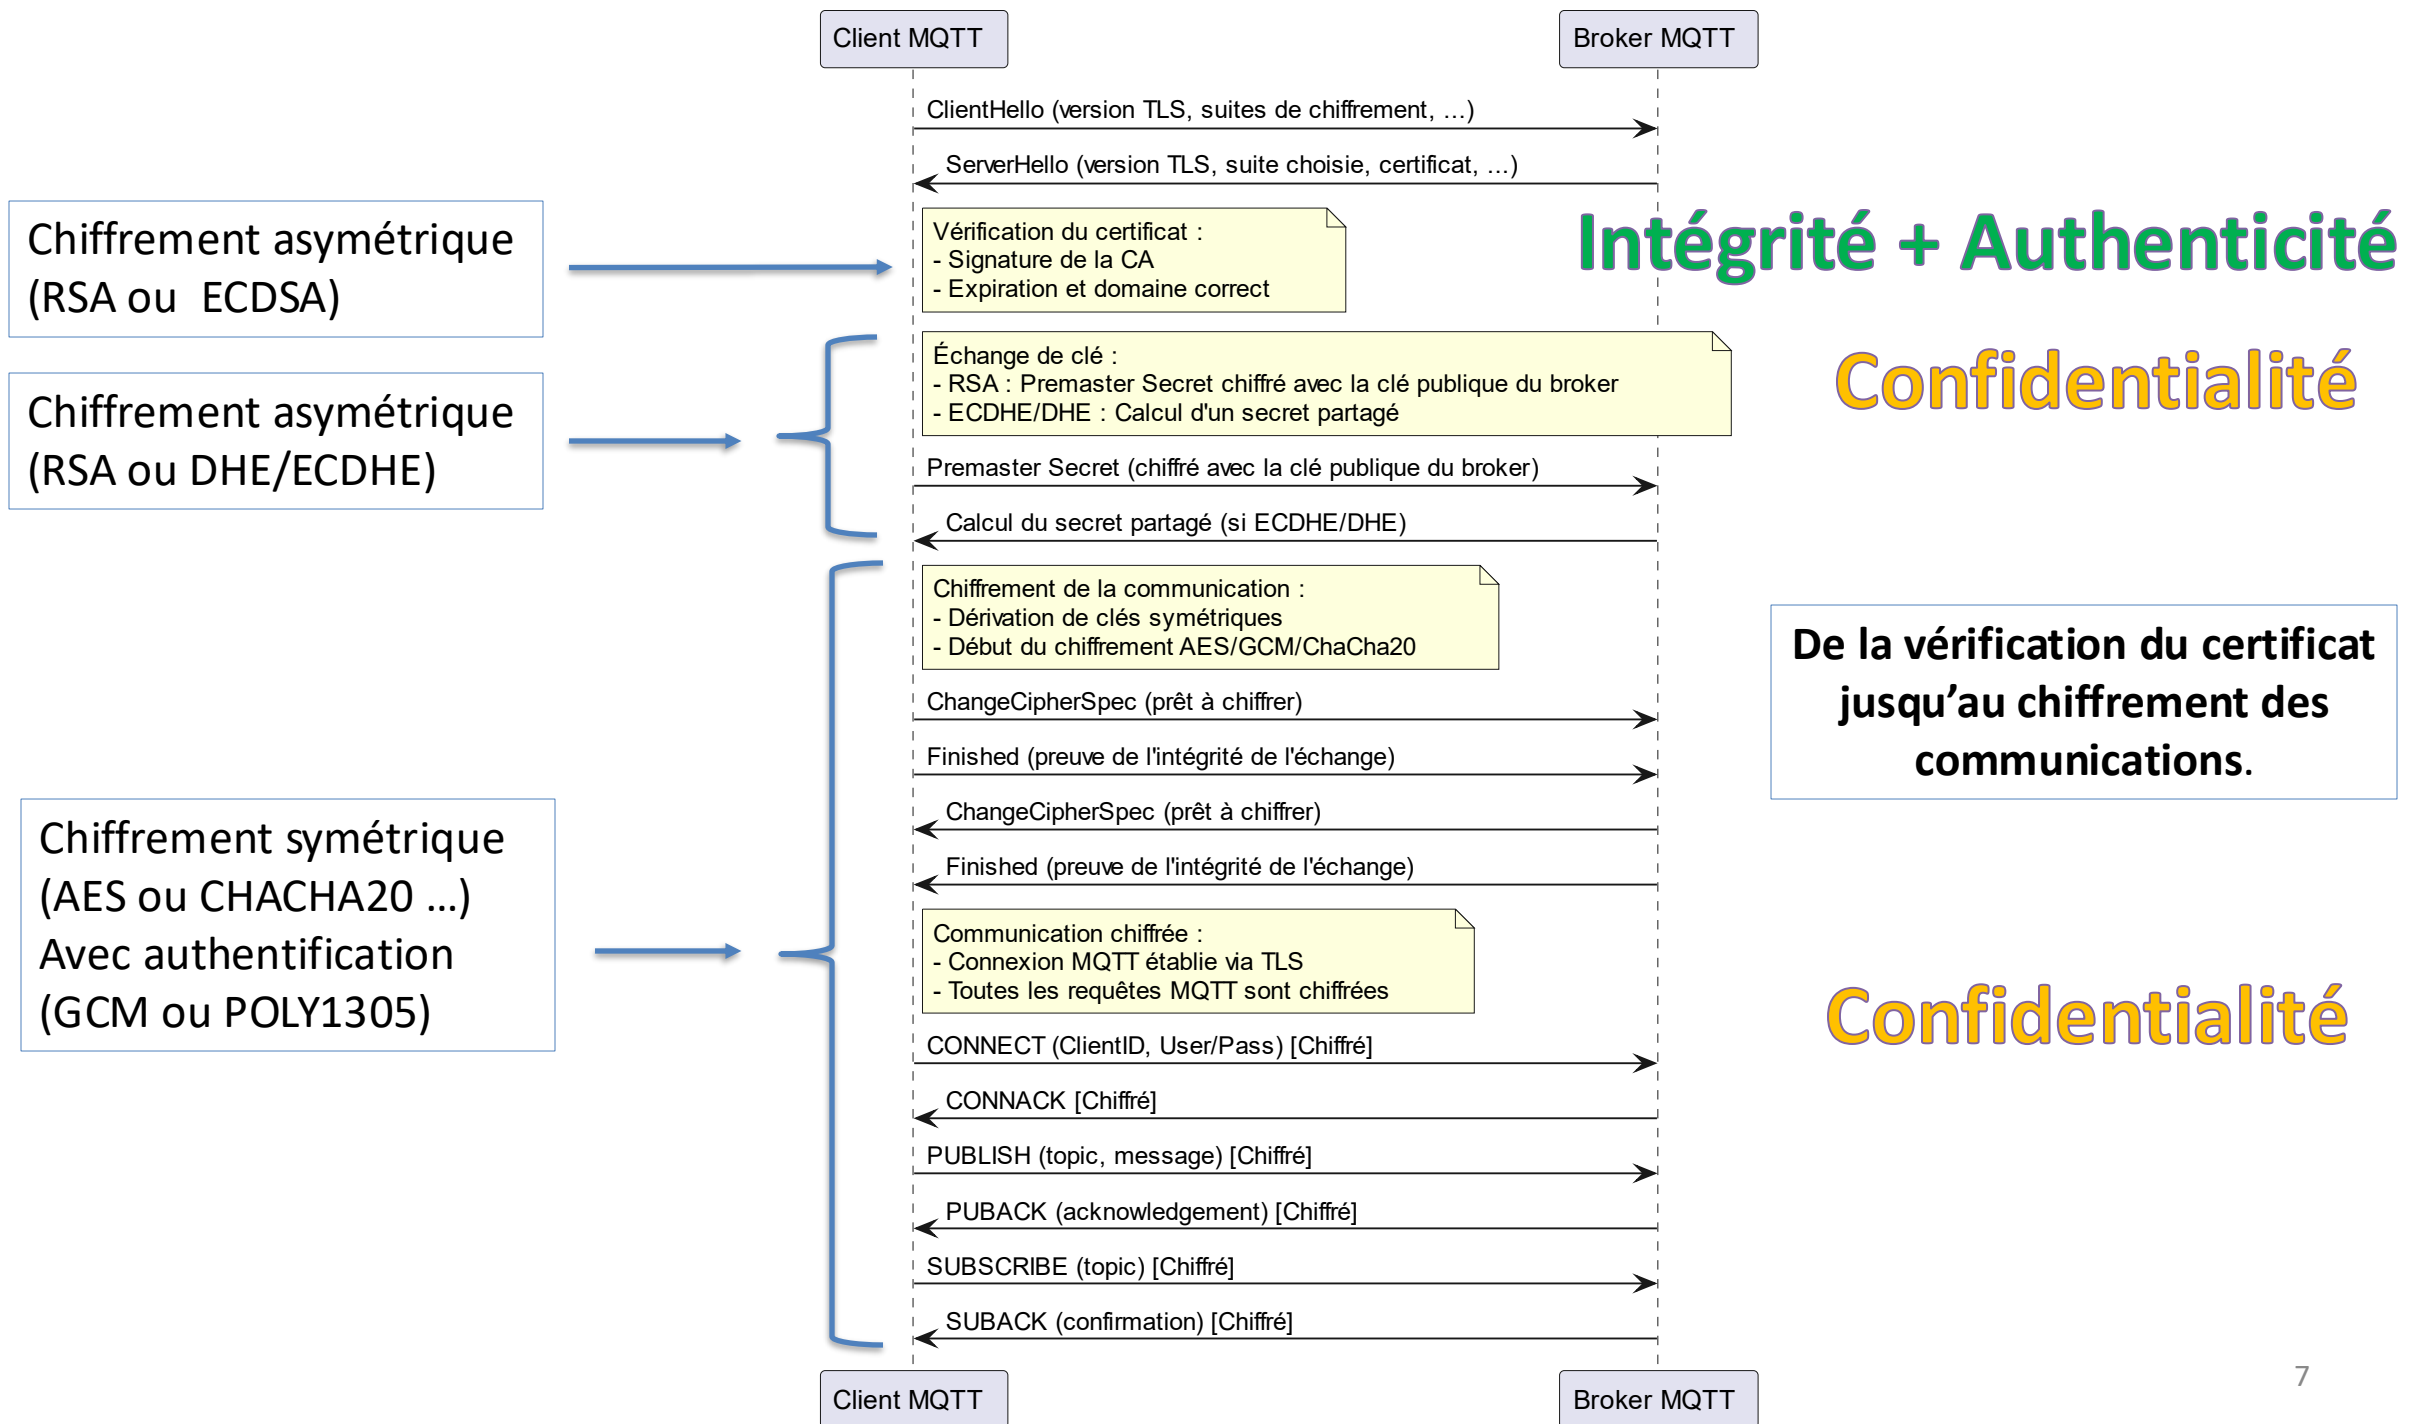 Client MQTT
Broker MQTT
ClientHello (version TLS, suites de chiffrement, ...)
ServerHello (version TLS, suite choisie, certificat, ...)
Chiffrement asymétrique
(RSA ou  ECDSA)
Vérification du certificat :
- Signature de la CA
- Expiration et domaine correct
Intégrité + Authenticité
Chiffrement asymétrique
(RSA ou DHE/ECDHE)
Échange de clé :
- RSA : Premaster Secret chiffré avec la clé publique du broker
- ECDHE/DHE : Calcul d'un secret partagé
Confidentialité
Premaster Secret (chiffré avec la clé publique du broker)
Calcul du secret partagé (si ECDHE/DHE)
Chiffrement de la communication :
- Dérivation de clés symétriques
- Début du chiffrement AES/GCM/ChaCha20
De la vérification du certificat
jusqu’au chiffrement des
communications.
ChangeCipherSpec (prêt à chiffrer)
Finished (preuve de l'intégrité de l'échange)
ChangeCipherSpec (prêt à chiffrer)
Finished (preuve de l'intégrité de l'échange)
Chiffrement symétrique
(AES ou CHACHA20 …)
Avec authentification
(GCM ou POLY1305)
Communication chiffrée :
- Connexion MQTT établie via TLS
- Toutes les requêtes MQTT sont chiffrées
Confidentialité
CONNECT (ClientID, User/Pass) [Chiffré]
CONNACK [Chiffré]
PUBLISH (topic, message) [Chiffré]
PUBACK (acknowledgement) [Chiffré]
SUBSCRIBE (topic) [Chiffré]
SUBACK (confirmation) [Chiffré]
Client MQTT
Broker MQTT
7